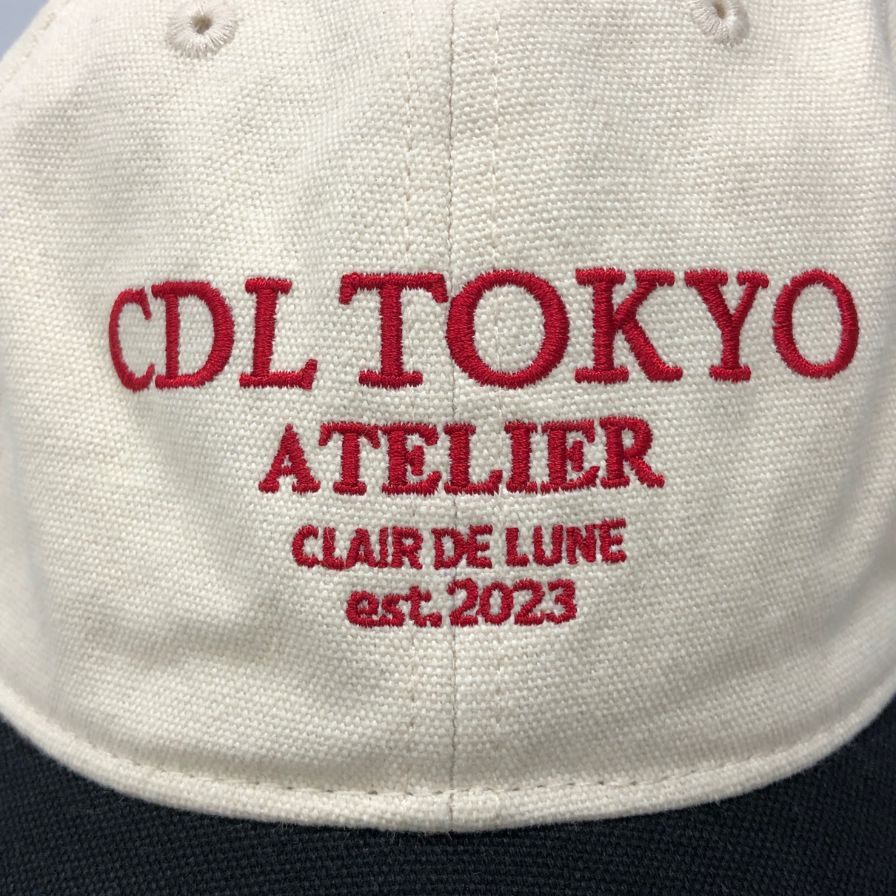 CDL TOKYO
ATELIER
CLAIR DE LUNE
est. 2023